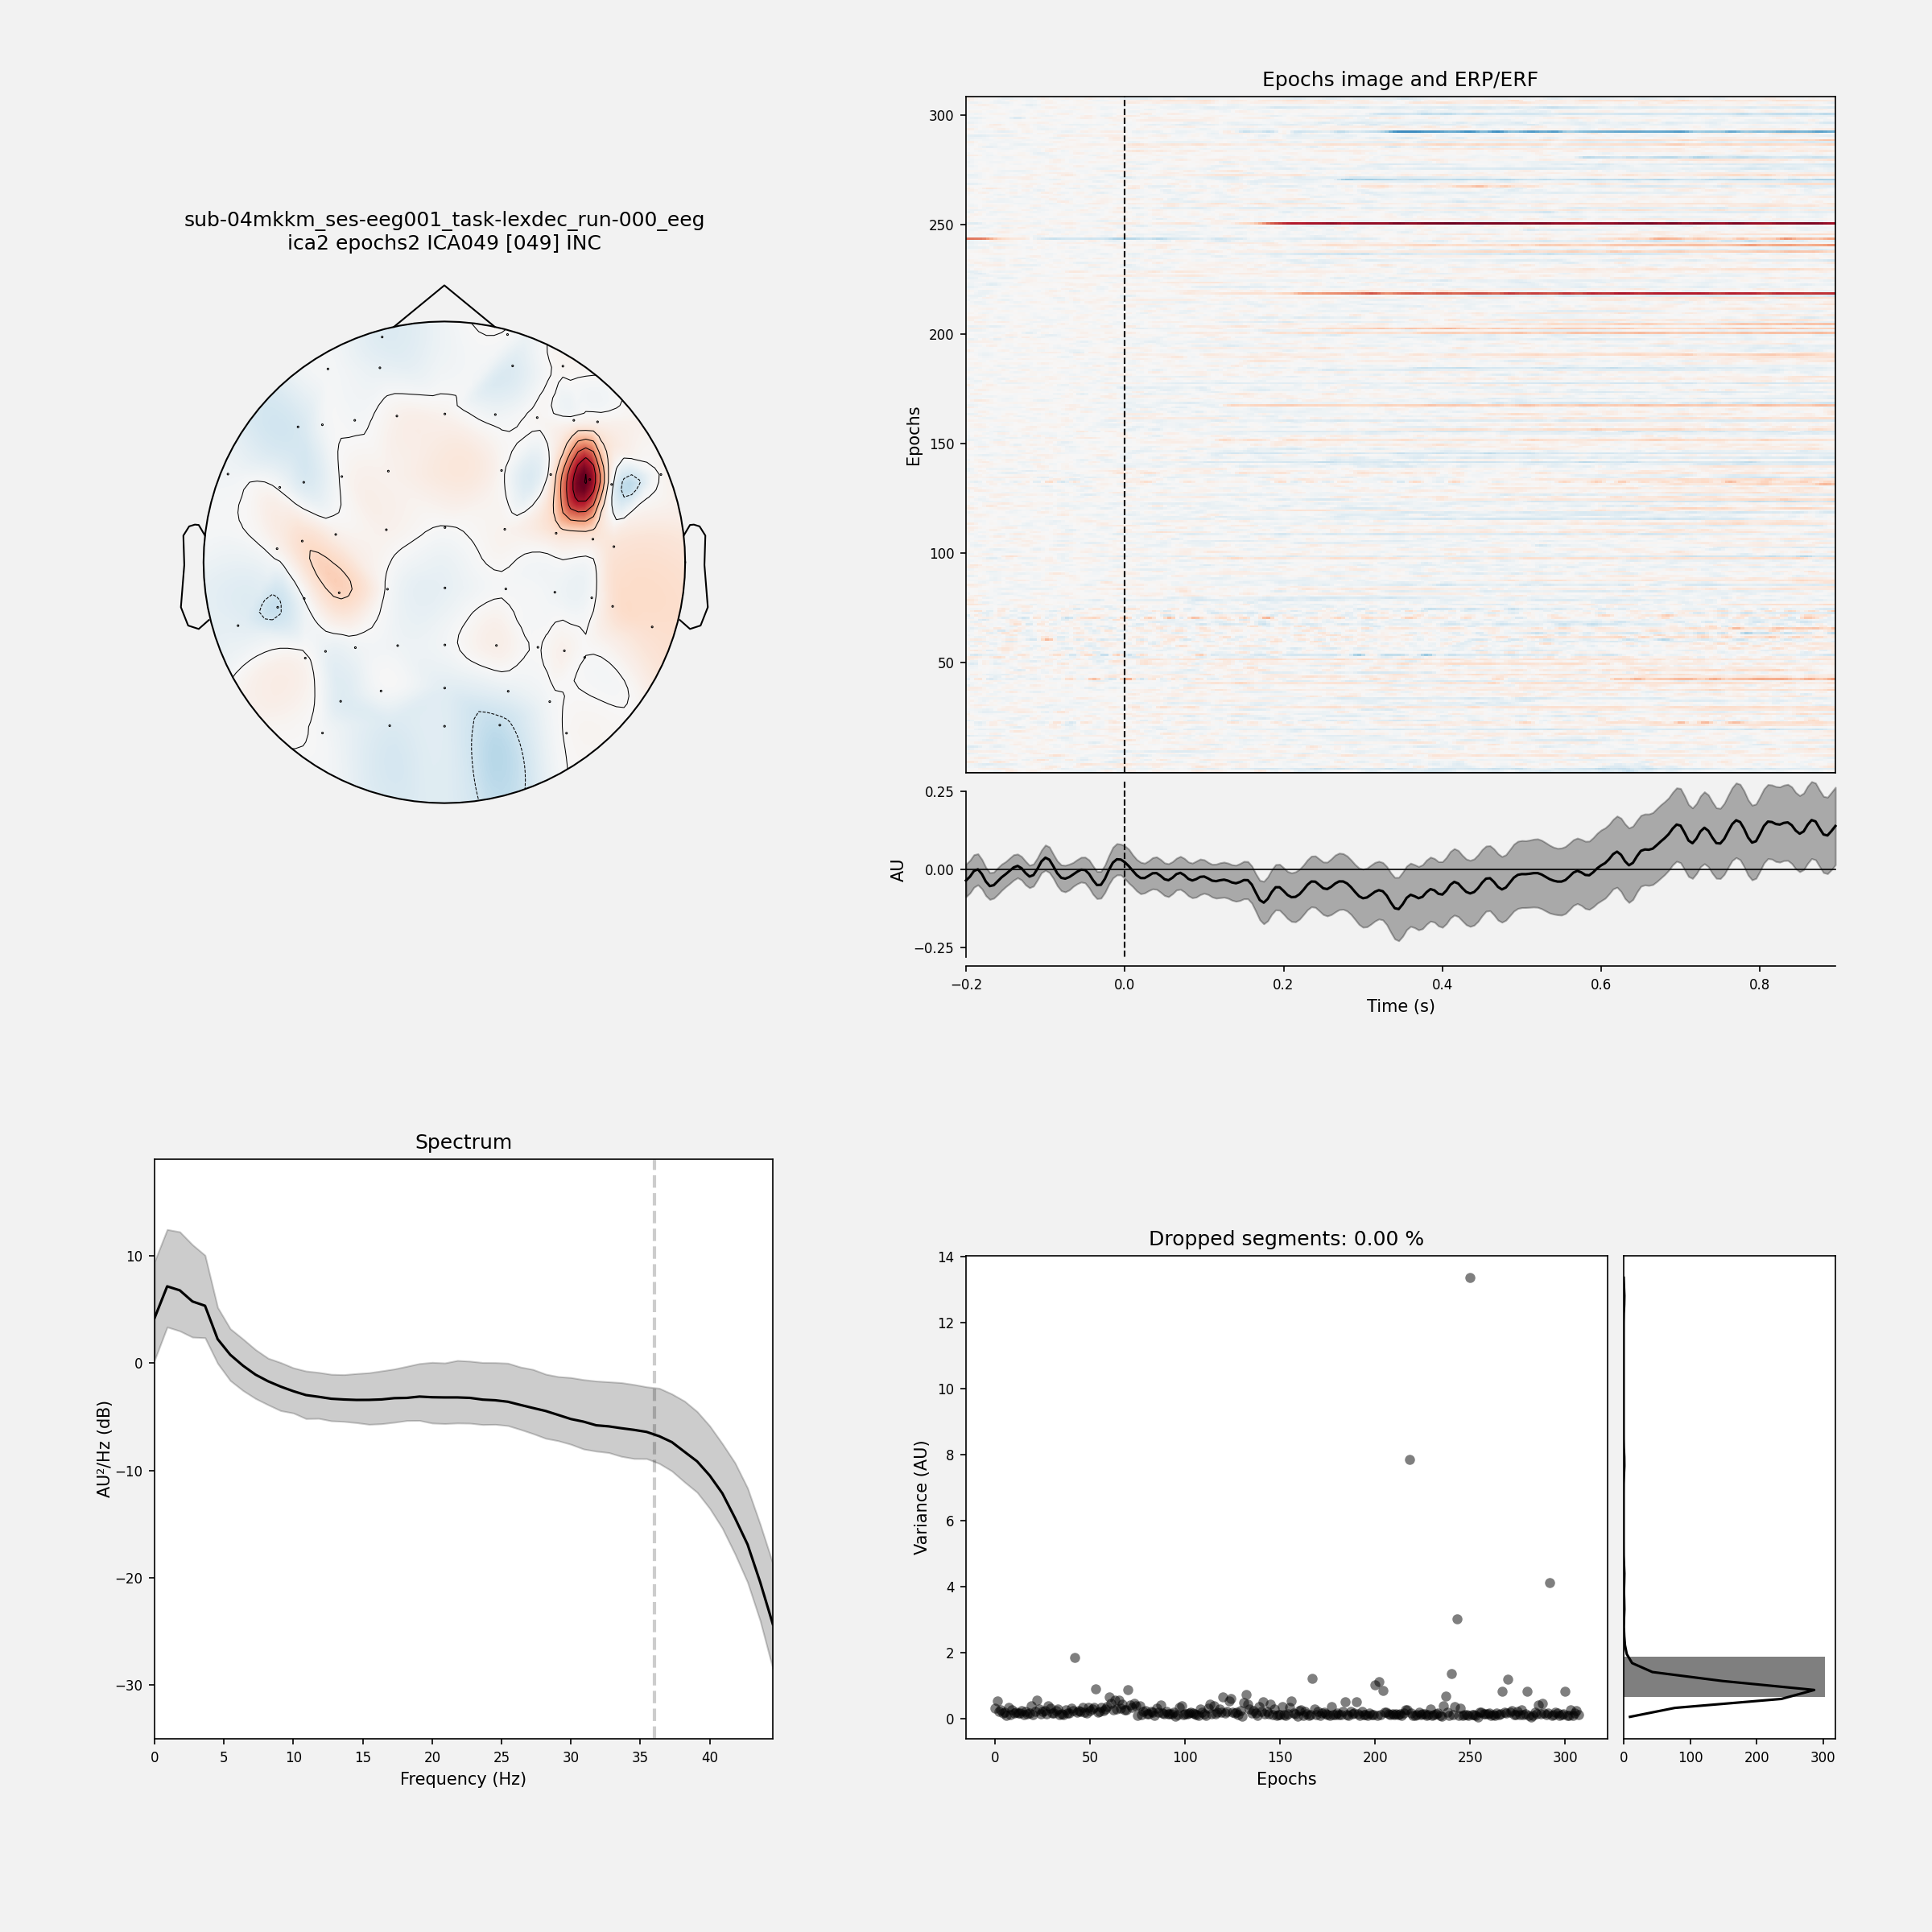 sub-04mkkm_ses-eeg001_task-lexdec_run-000_eeg
ica2 epochs2 ICA049 [049] INC
Epochs image and ERP/ERF
300
250
200
150
100
50
Epochs
0.25
0.00
−0.25
AU
−0.2 0.0 0.2 0.4 0.6 0.8
Time (s)
Spectrum
10
0
−10
−20
−30
AU²/Hz (dB)
0 5 10 15 20 25 30 35 40
Frequency (Hz)
Dropped segments: 0.00 %
14
12
10
8
6
4
2
0
Variance (AU)
0 50 100 150 200 250 300
Epochs
0 100 200 300